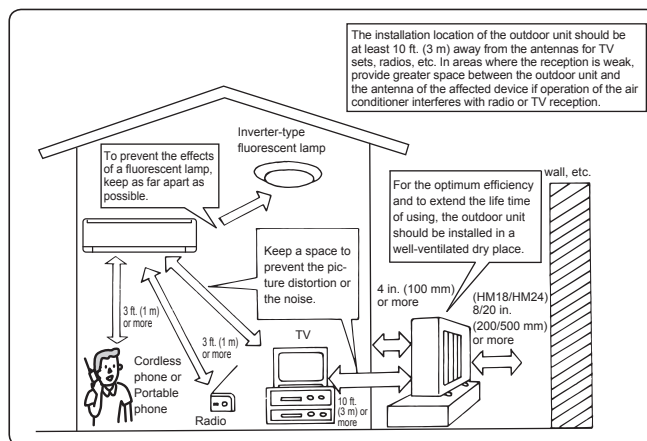 The installation location of the outdoor unit should be
at least 10 ft. (3 m) away from the antennas for TV
sets, radios, etc. In areas where the reception is weak,
provide greater space between the outdoor unit and
the antenna of the affected device if operation of the air
conditioner interferes with radio or TV reception.
Inverter-type
fluorescent lamp
To prevent the effects
of a fluorescent lamp,
keep as far apart as
possible.
wall, etc.
For the optimum efficiency
and to extend the life time
of using, the outdoor unit
should be installed in a
well-ventilated dry place.
Keep a space to
prevent the pic-
ture distortion or
the noise.
4 in. (100 mm)
or more
(HM18/HM24)
8/20 in.
(200/500 mm)
or more
3 ft. (1 m)
or more
3 ft. (1 m)
or more
TV
Cordless
phone or
Portable
phone
Radio
10 ft.
(3 m) or
more